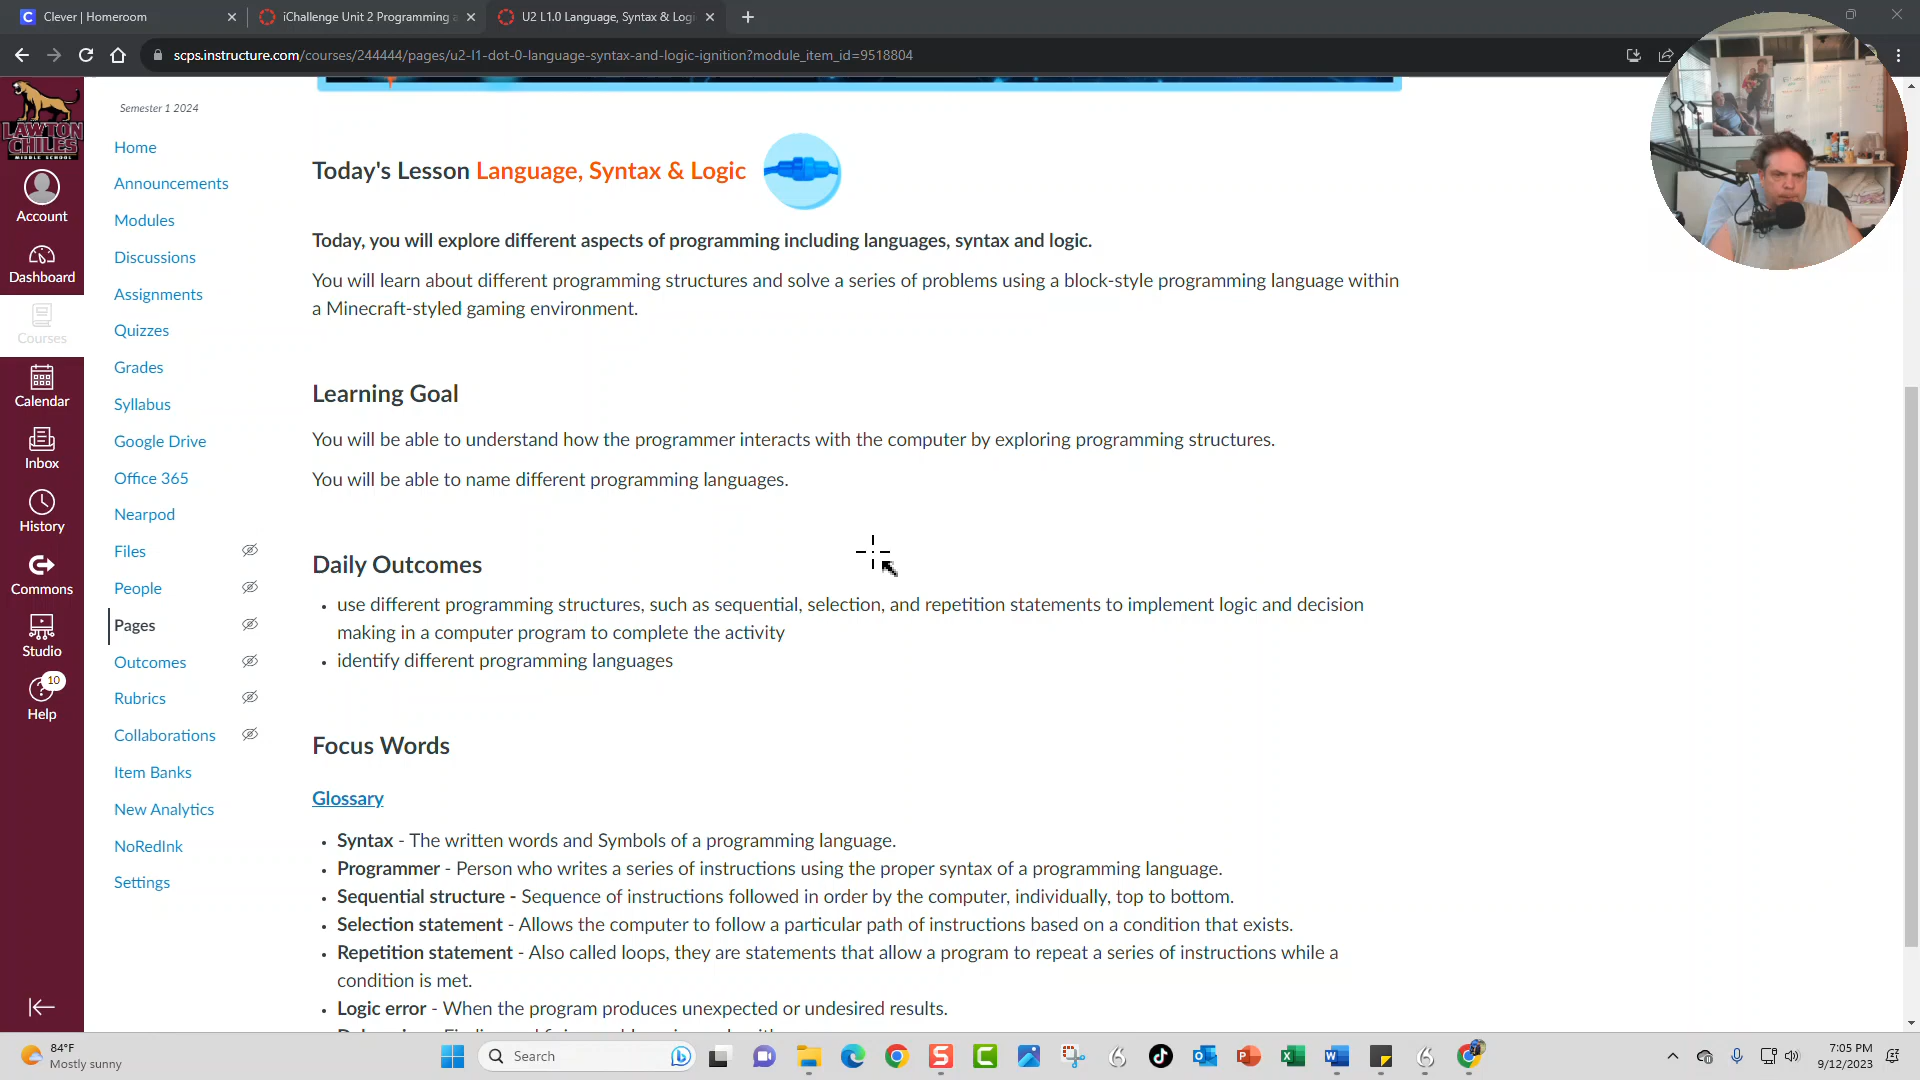 Clever | Homeroom
iChallenge Unit 2 Programming
U2 L1.0 Language, Syntax & Logi
scps.instructure.com/courses/244444/pages/u2-l1-dot-0-language-syntax-and-logic-ignition?module_item_id=9518804
LAWTON
CHILES
MIDDLE SCHOOL
Account
Dashboard
Courses
Calendar
Inbox
History
Commons
Studio
10
Help
Semester 1 2024
Home
Announcements
Modules
Discussions
Assignments
Quizzes
Grades
Syllabus
Google Drive
Office 365
Nearpod
Files
People
Pages
Outcomes
Rubrics
Collaborations
Item Banks
New Analytics
NoRedInk
Settings
Today's Lesson Language, Syntax & Logic
Today, you will explore different aspects of programming including languages, syntax and logic.
You will learn about different programming structures and solve a series of problems using a block-style programming language within
a Minecraft-styled gaming environment.
Learning Goal
You will be able to understand how the programmer interacts with the computer by exploring programming structures.
You will be able to name different programming languages.
Daily Outcomes
• use different programming structures, such as sequential, selection, and repetition statements to implement logic and decision
making in a computer program to complete the activity
• identify different programming languages
Focus Words
Glossary
• Syntax - The written words and Symbols of a programming language.
• Programmer - Person who writes a series of instructions using the proper syntax of a programming language.
• Sequential structure - Sequence of instructions followed in order by the computer, individually, top to bottom.
• Selection statement - Allows the computer to follow a particular path of instructions based on a condition that exists.
• Repetition statement - Also called loops, they are statements that allow a program to repeat a series of instructions while a
condition is met.
• Logic error - When the program produces unexpected or undesired results.
84°F
Mostly sunny
Search
7:05 PM
9/12/2023